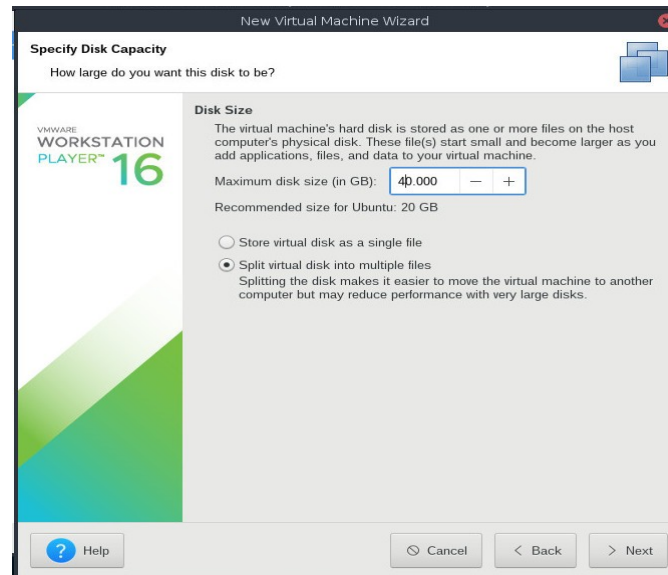 New Virtual Machine Wizard
Specify Disk Capacity
How large do you want this disk to be?
VMWARE
WORKSTATION
PLAYER™ 16
Disk Size
The virtual machine's hard disk is stored as one or more files on the host
computer's physical disk. These file(s) start small and become larger as you
add applications, files, and data to your virtual machine.
Maximum disk size (in GB): 40.000 − +
Recommended size for Ubuntu: 20 GB
Store virtual disk as a single file
Split virtual disk into multiple files
Splitting the disk makes it easier to move the virtual machine to another
computer but may reduce performance with very large disks.
? Help Cancel < Back > Next